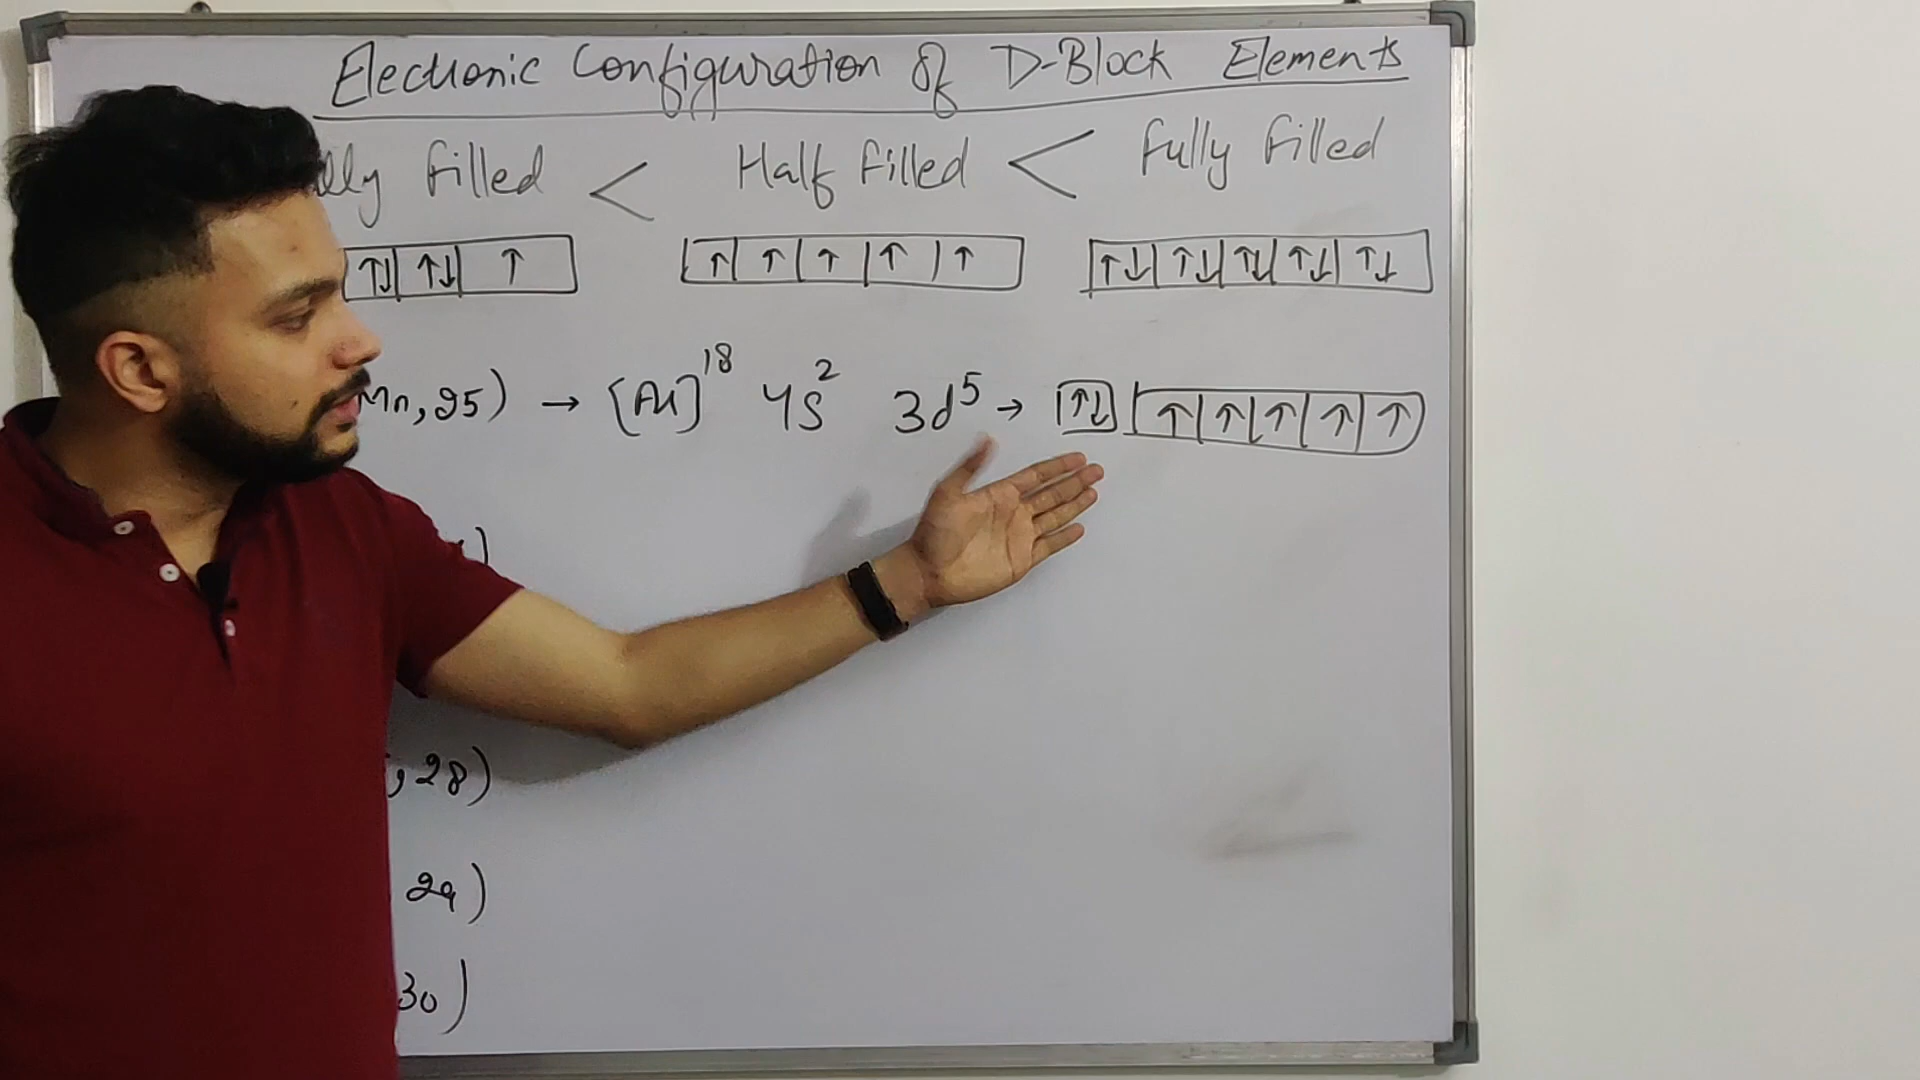 Electronic Configuration of D-Block Elements
lly filled < Half filled < fully filled
↑↓ ↑↓ ↑ ↑ ↑ ↑ ↑ ↑ ↑↓ ↑↓ ↑↓ ↑↓ ↑↓
Mn, 25) → [Ar]¹⁸ 4s² 3d⁵ → ↑↓ ↑ ↑ ↑ ↑ ↑
)
, 28)
29)
30)